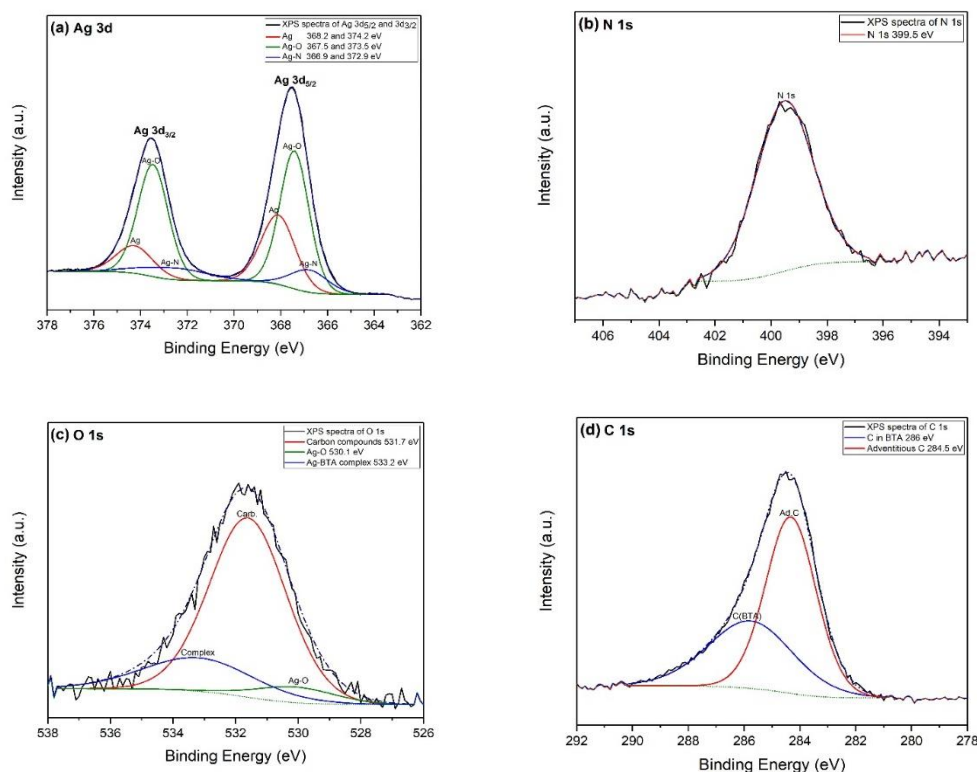 (a) Ag 3d
XPS spectra of Ag 3d5/2 and 3d3/2
Ag 368.2 and 374.2 eV
Ag-O 367.5 and 373.5 eV
Ag-N 366.9 and 372.9 eV
Ag 3d5/2
Ag 3d3/2
Ag-O
Ag-O
Ag
Ag
Ag-N
Ag-N
Intensity (a.u.)
378 376 374 372 370 368 366 364 362
Binding Energy (eV)
(b) N 1s
XPS spectra of N 1s
N 1s 399.5 eV
N 1s
Intensity (a.u.)
406 404 402 400 398 396 394
Binding Energy (eV)
(c) O 1s
XPS spectra of O 1s
Carbon compounds 531.7 eV
Ag-O 530.1 eV
Ag-BTA complex 533.2 eV
Carb.
Complex
Ag-O
Intensity (a.u.)
538 536 534 532 530 528 526
Binding Energy (eV)
(d) C 1s
XPS spectra of C 1s
C in BTA 286 eV
Adventitious C 284.5 eV
Ad.C
C(BTA)
Intensity (a.u.)
292 290 288 286 284 282 280 278
Binding Energy (eV)